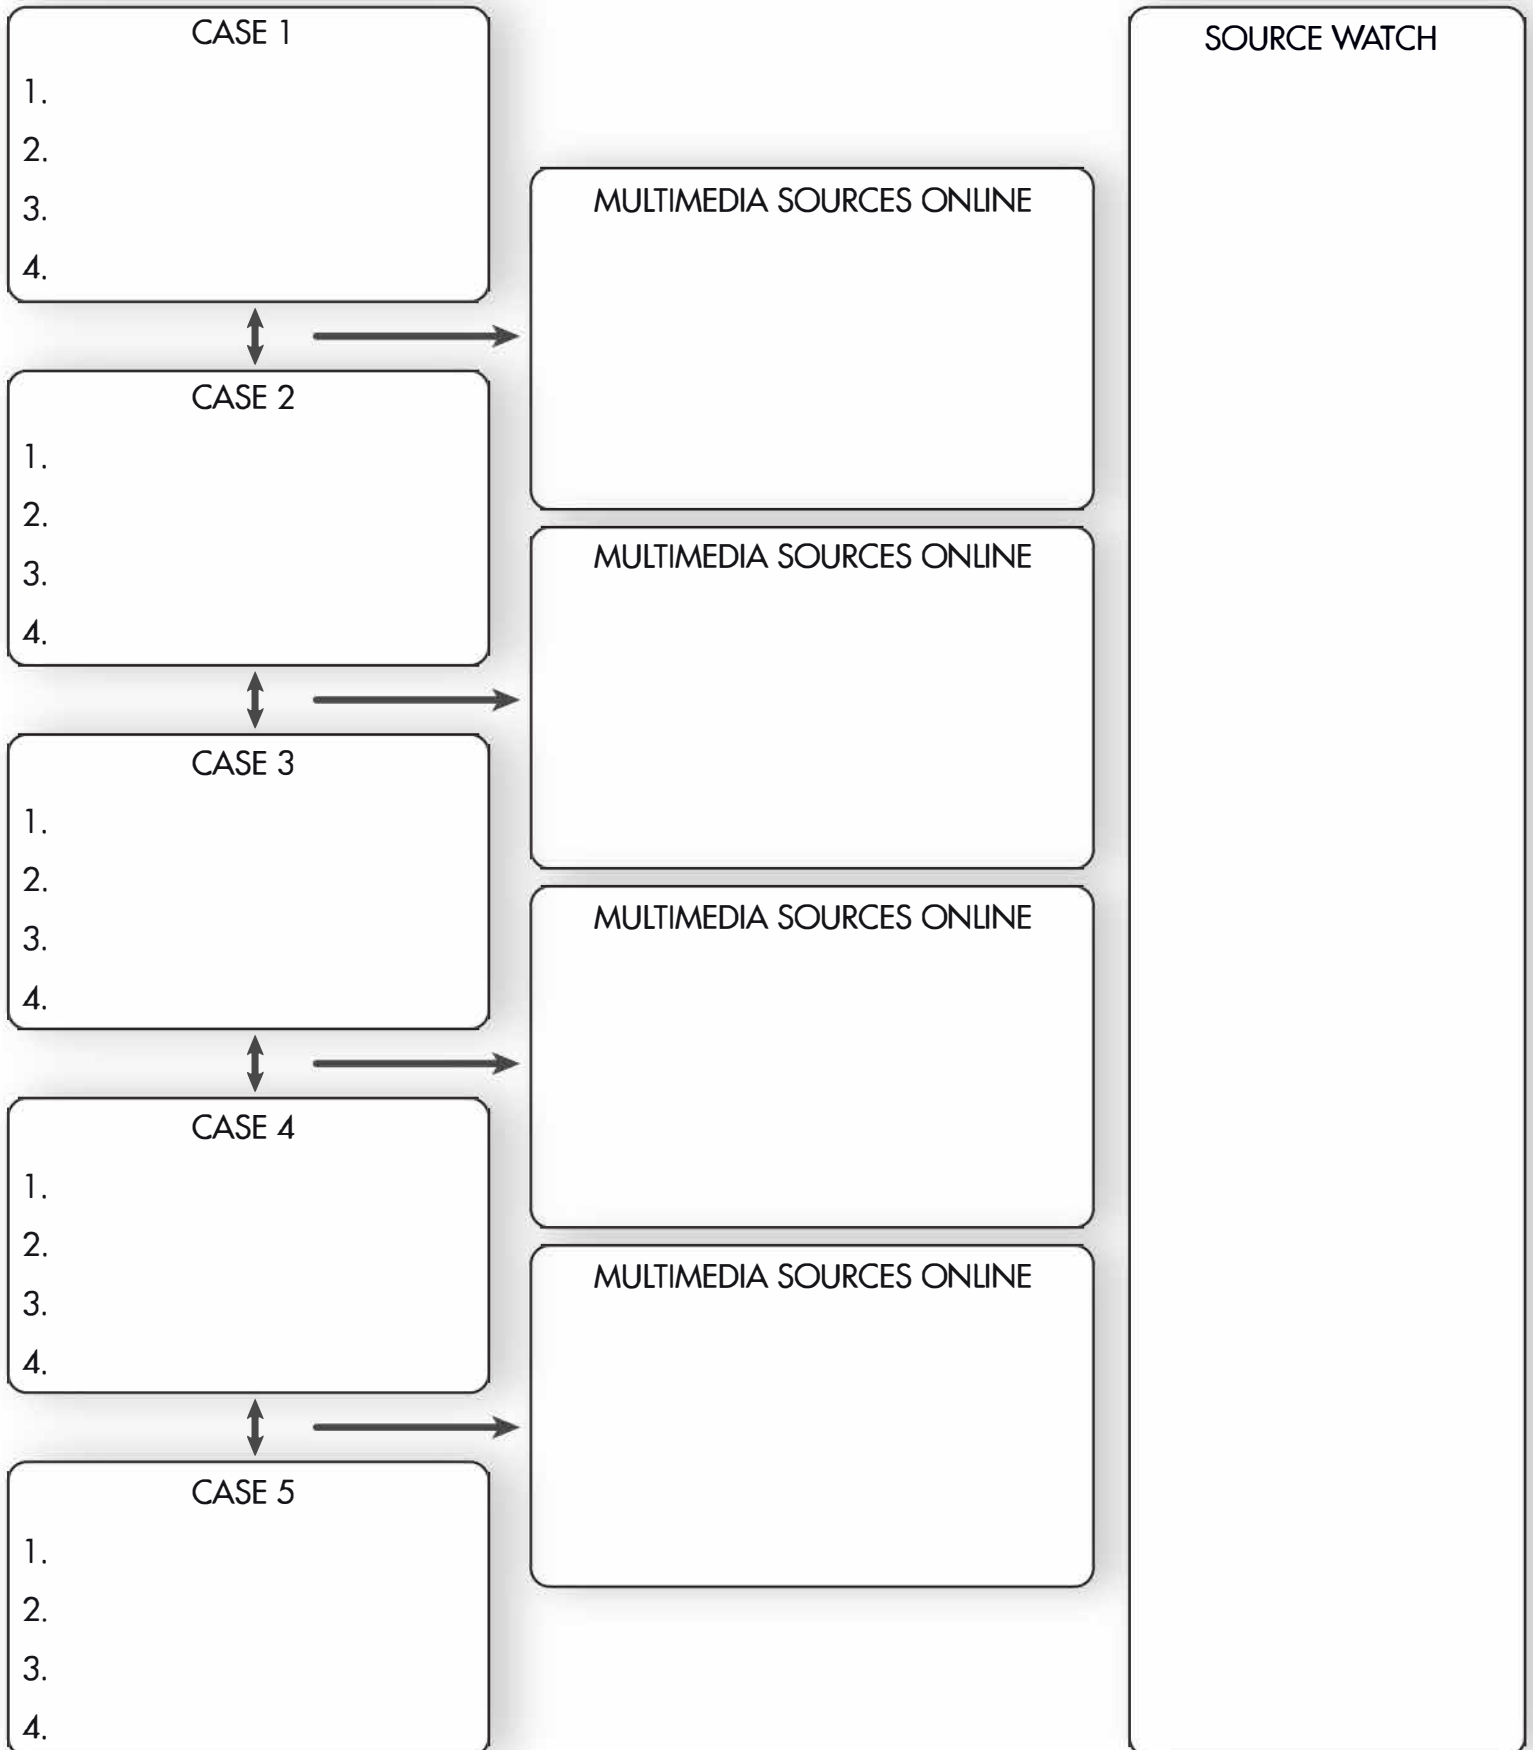 CASE 1
1.
2.
3.
4.
CASE 2
1.
2.
3.
4.
CASE 3
1.
2.
3.
4.
CASE 4
1.
2.
3.
4.
CASE 5
1.
2.
3.
4.
MULTIMEDIA SOURCES ONLINE
MULTIMEDIA SOURCES ONLINE
MULTIMEDIA SOURCES ONLINE
MULTIMEDIA SOURCES ONLINE
SOURCE WATCH